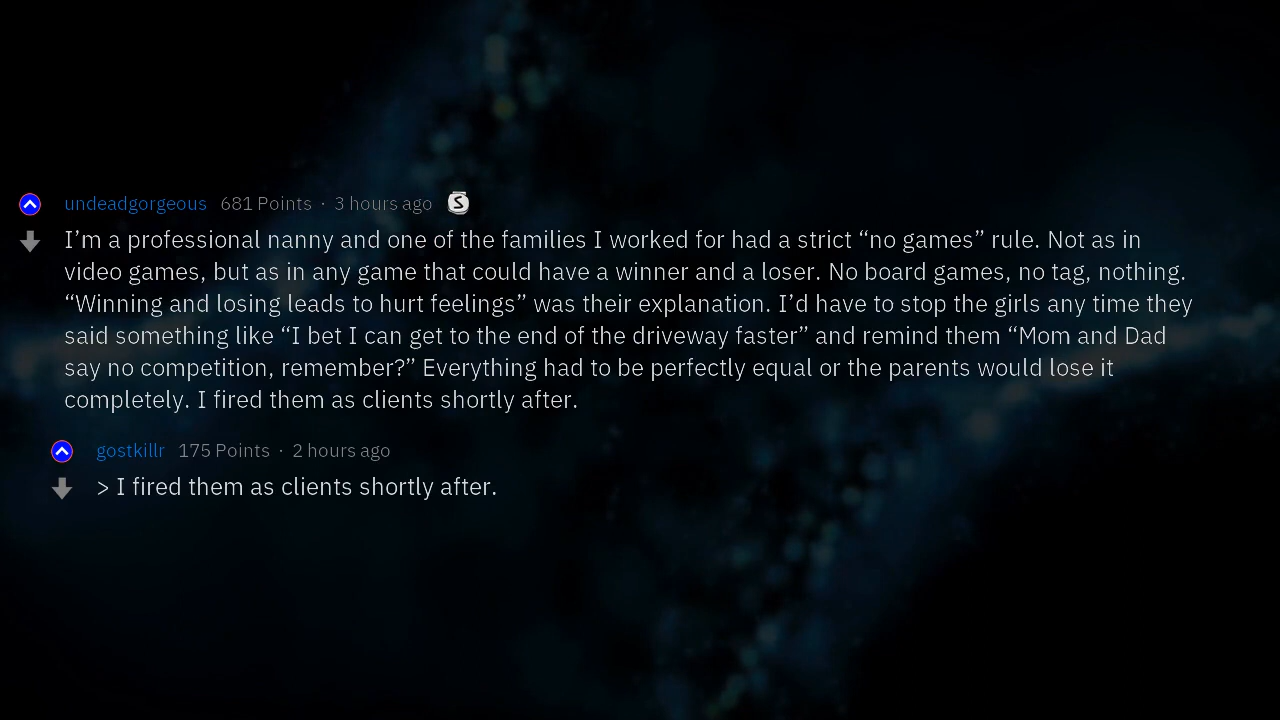 undeadgorgeous 681 Points · 3 hours ago S
I’m a professional nanny and one of the families I worked for had a strict “no games” rule. Not as in
video games, but as in any game that could have a winner and a loser. No board games, no tag, nothing.
“Winning and losing leads to hurt feelings” was their explanation. I’d have to stop the girls any time they
said something like “I bet I can get to the end of the driveway faster” and remind them “Mom and Dad
say no competition, remember?” Everything had to be perfectly equal or the parents would lose it
completely. I fired them as clients shortly after.
gostkillr 175 Points · 2 hours ago
> I fired them as clients shortly after.